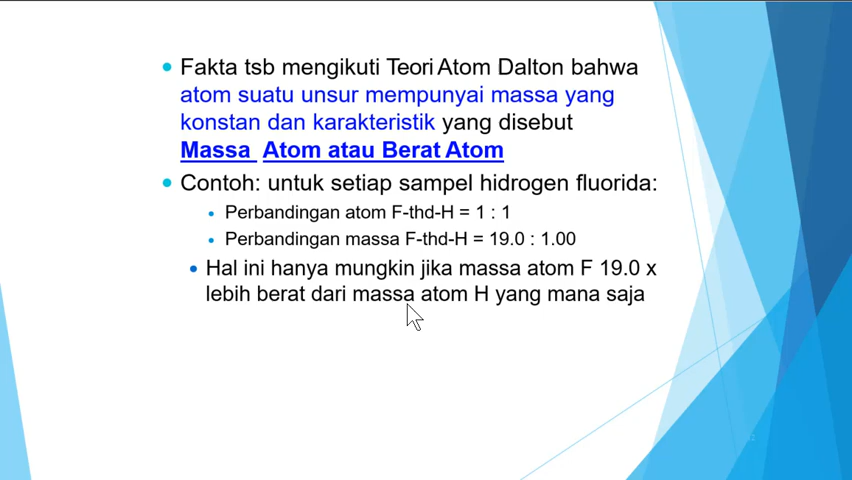 Fakta tsb mengikuti Teori Atom Dalton bahwa
atom suatu unsur mempunyai massa yang
konstan dan karakteristik yang disebut
Massa Atom atau Berat Atom
Contoh: untuk setiap sampel hidrogen fluorida:
Perbandingan atom F-thd-H = 1 : 1
Perbandingan massa F-thd-H = 19.0 : 1.00
Hal ini hanya mungkin jika massa atom F 19.0 x
lebih berat dari massa atom H yang mana saja